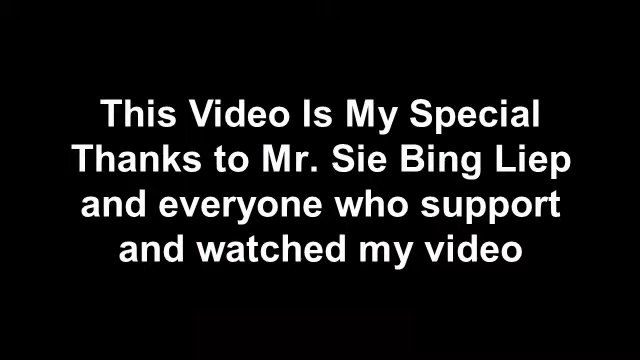 This Video Is My Special
Thanks to Mr. Sie Bing Liep
and everyone who support
and watched my video